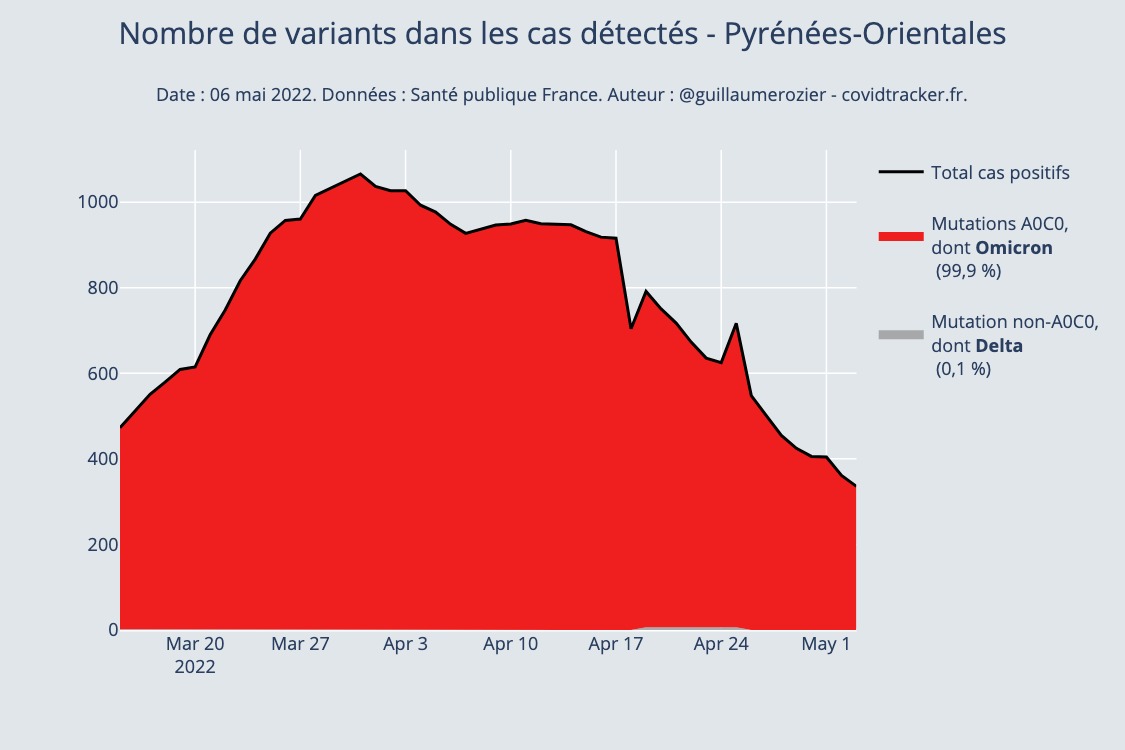 Nombre de variants dans les cas détectés - Pyrénées-Orientales
Date : 06 mai 2022. Données : Santé publique France. Auteur : @guillaumerozier - covidtracker.fr.
1000
800
600
400
200
0
Mar 20
2022
Mar 27
Apr 3
Apr 10
Apr 17
Apr 24
May 1
Total cas positifs
Mutations A0C0,
dont Omicron
(99,9 %)
Mutation non-A0C0,
dont Delta
(0,1 %)